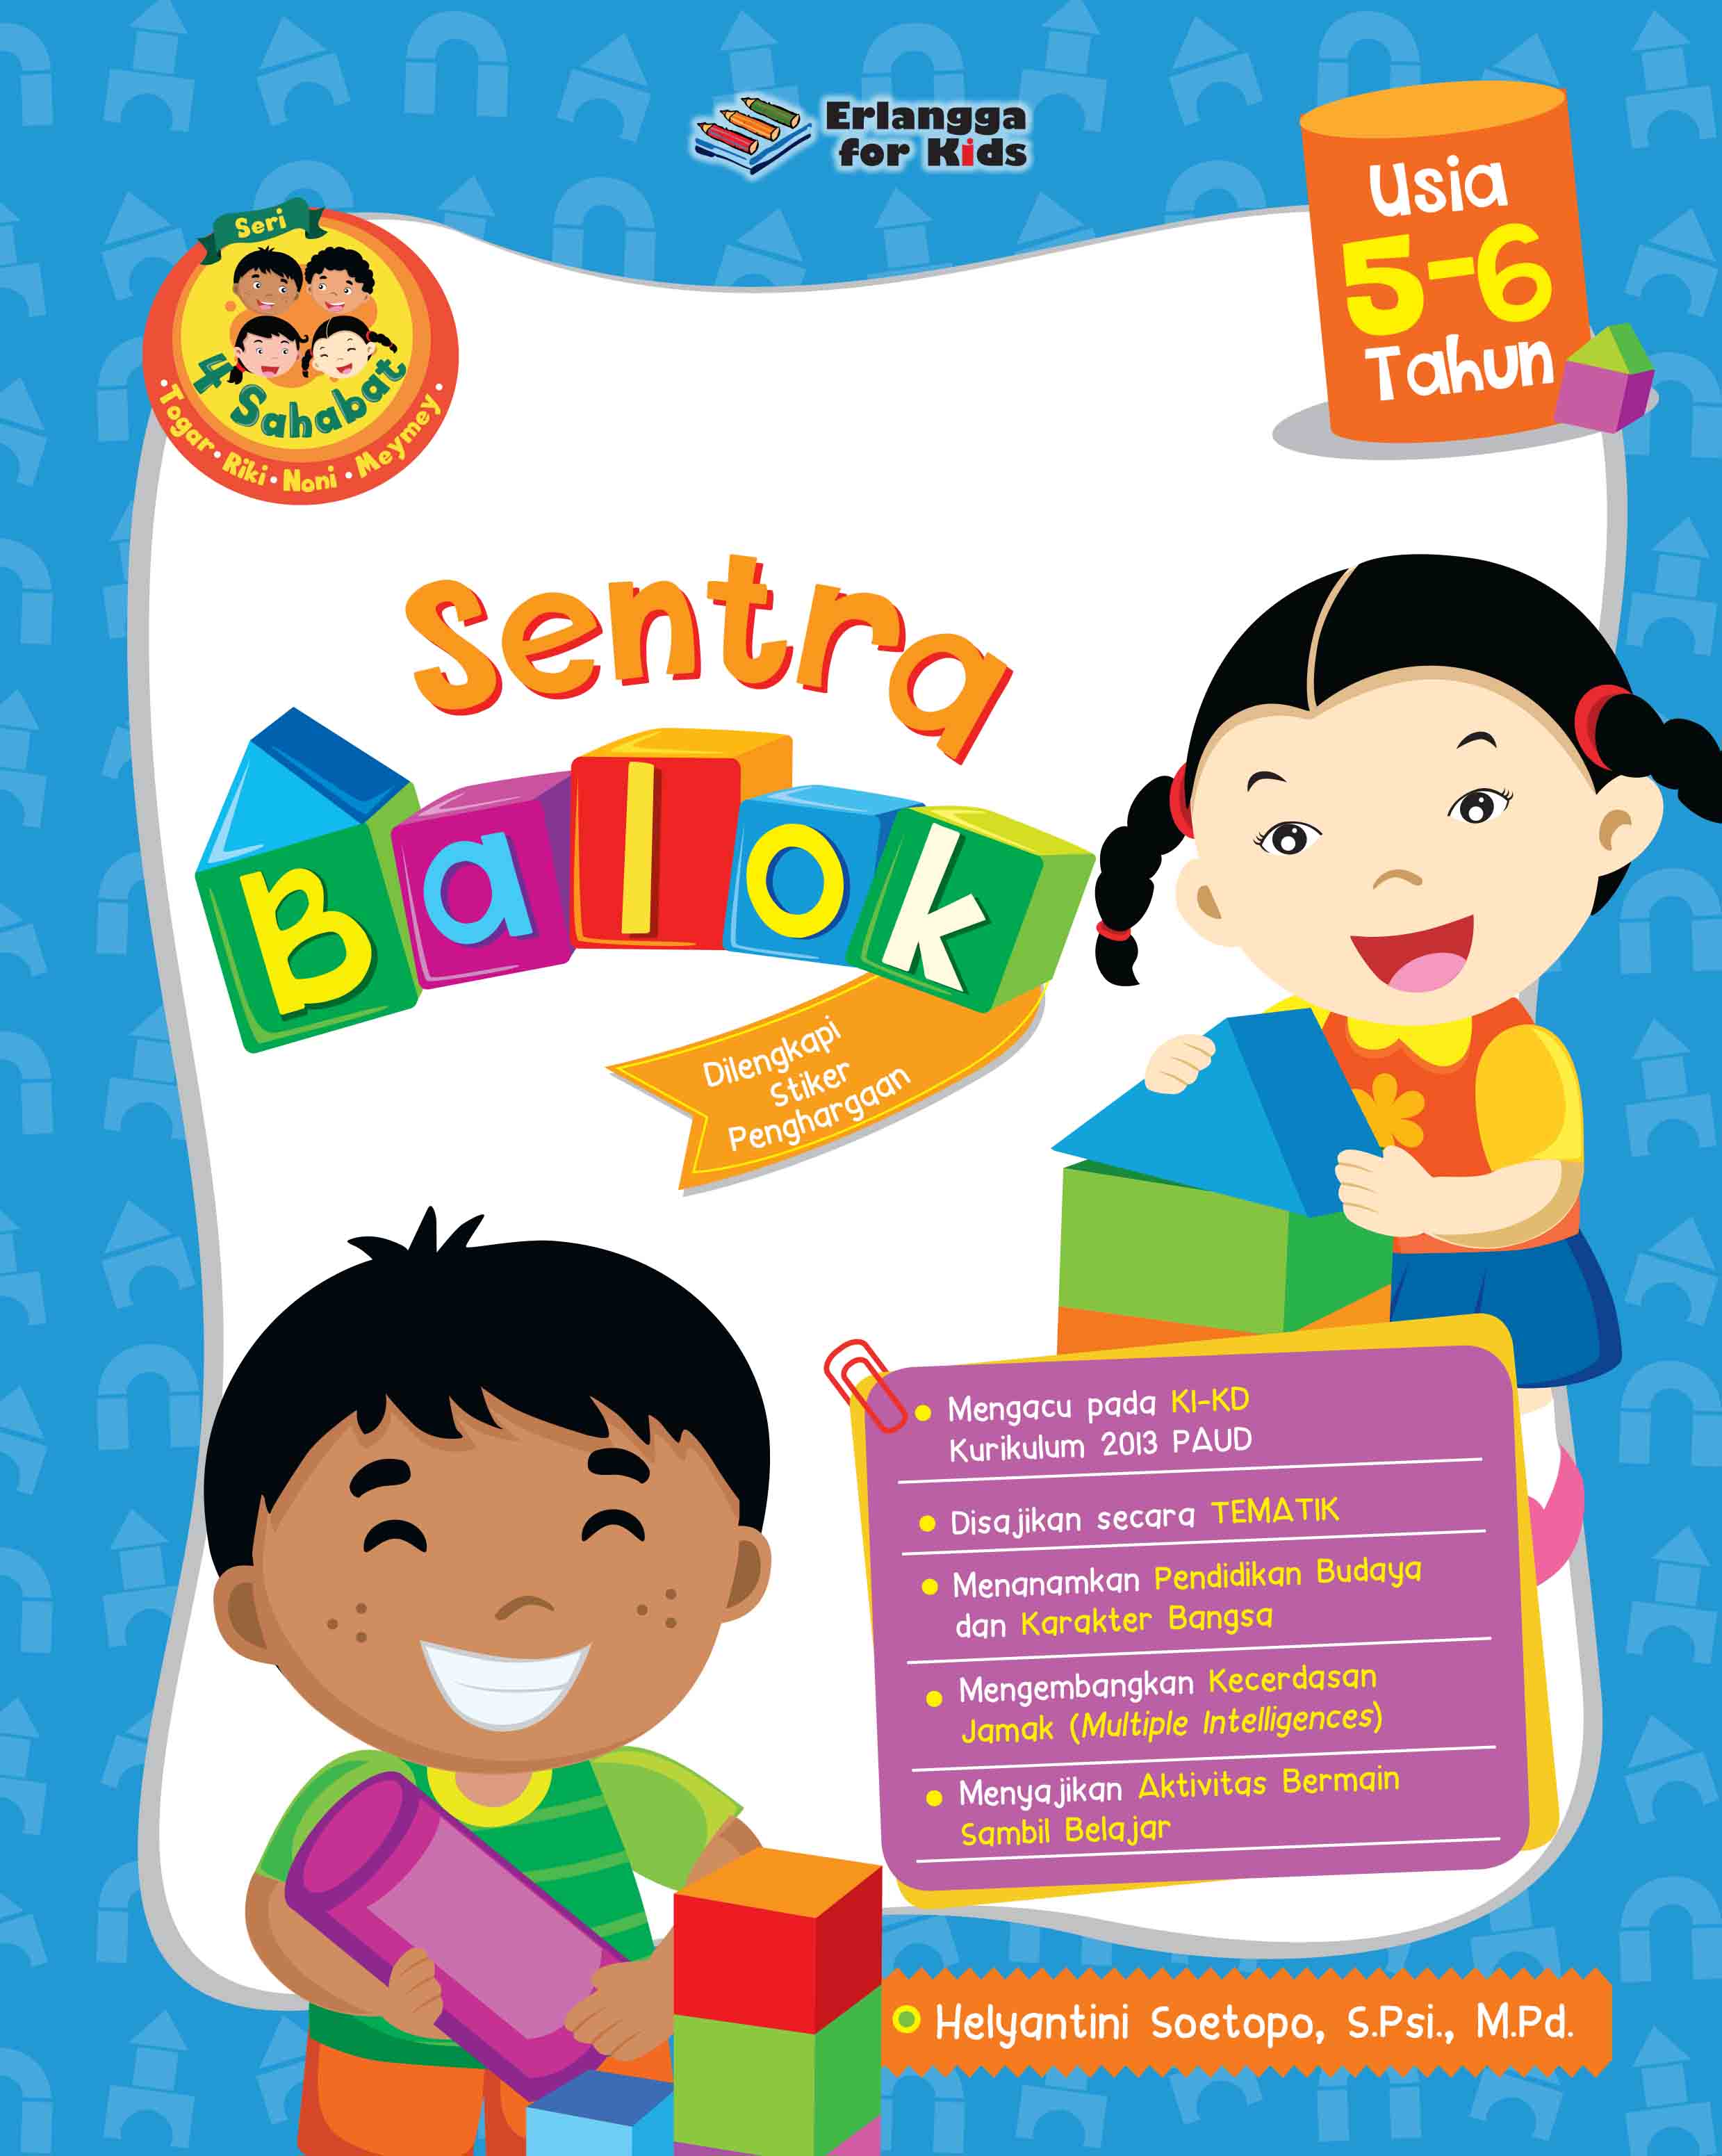 Erlangga
for Kids
Usia
5-6
Tahun
Seri
4 Sahabat
• Togar • Riki • Noni • Meymey •
Sentra
Balok
Dilengkapi
Stiker
Penghargaan
• Mengacu pada KI-KD
Kurikulum 2013 PAUD
• Disajikan secara TEMATIK
• Menanamkan Pendidikan Budaya
dan Karakter Bangsa
• Mengembangkan Kecerdasan
Jamak (Multiple Intelligences)
• Menyajikan Aktivitas Bermain
Sambil Belajar
Helyantini Soetopo, S.Psi., M.Pd.